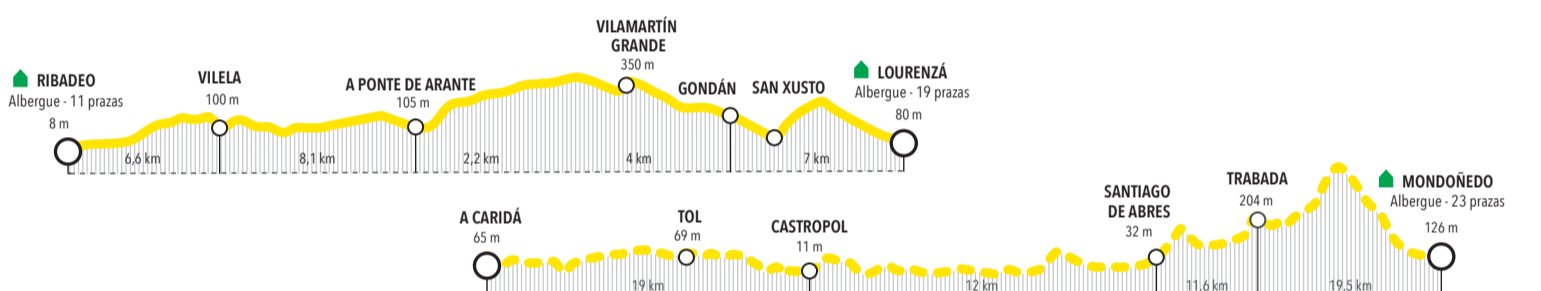 RIBADEO
Albergue - 11 prazas
8 m
VILELA
100 m
A PONTE DE ARANTE
105 m
VILAMARTÍN
GRANDE
350 m
GONDÁN
SAN XUSTO
LOURENZÁ
Albergue - 19 prazas
80 m
6,6 km
8,1 km
2,2 km
4 km
7 km
A CARIDÁ
65 m
TOL
69 m
CASTROPOL
11 m
SANTIAGO
DE ABRES
32 m
TRABADA
204 m
MONDOÑEDO
Albergue - 23 prazas
126 m
19 km
12 km
11,6 km
19,5 km